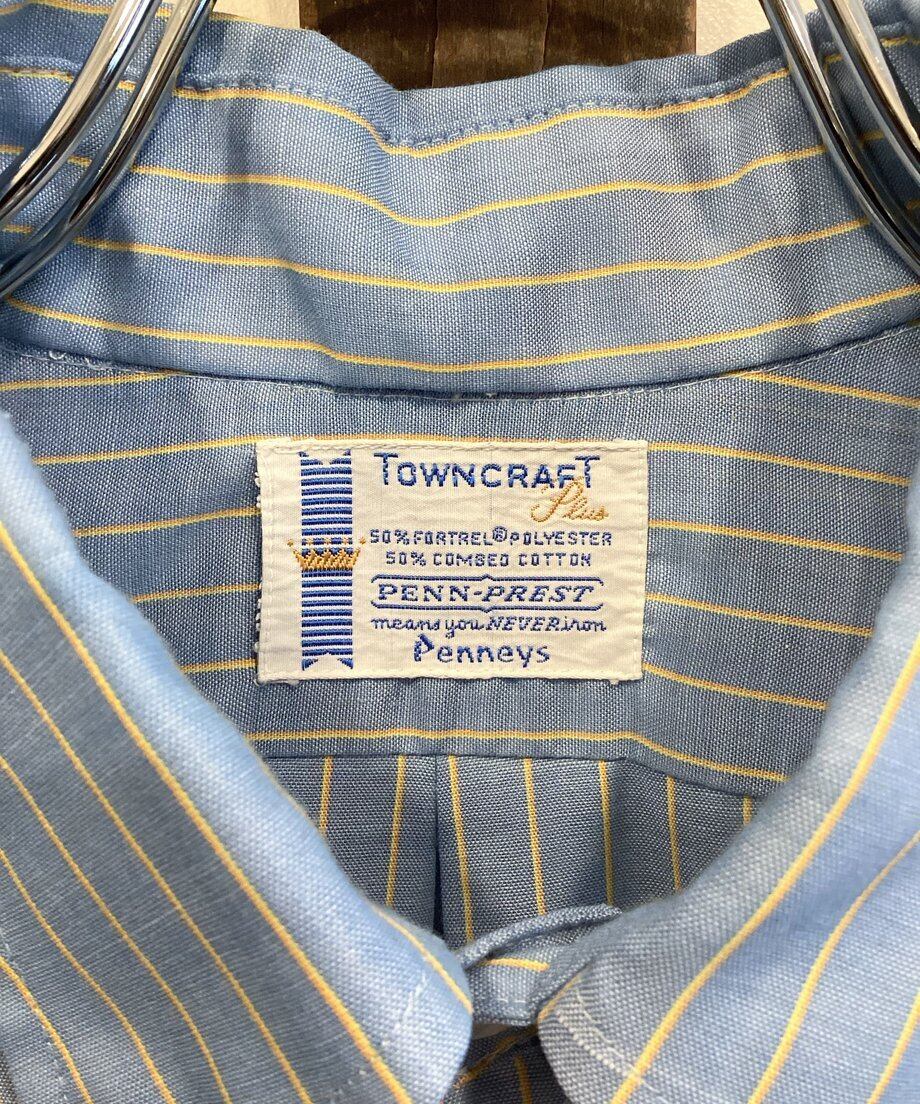 TOWNCRAFT
Plus
50% FORTREL® POLYESTER
50% COMBED COTTON
PENN-PREST
means you NEVER iron
Penneys